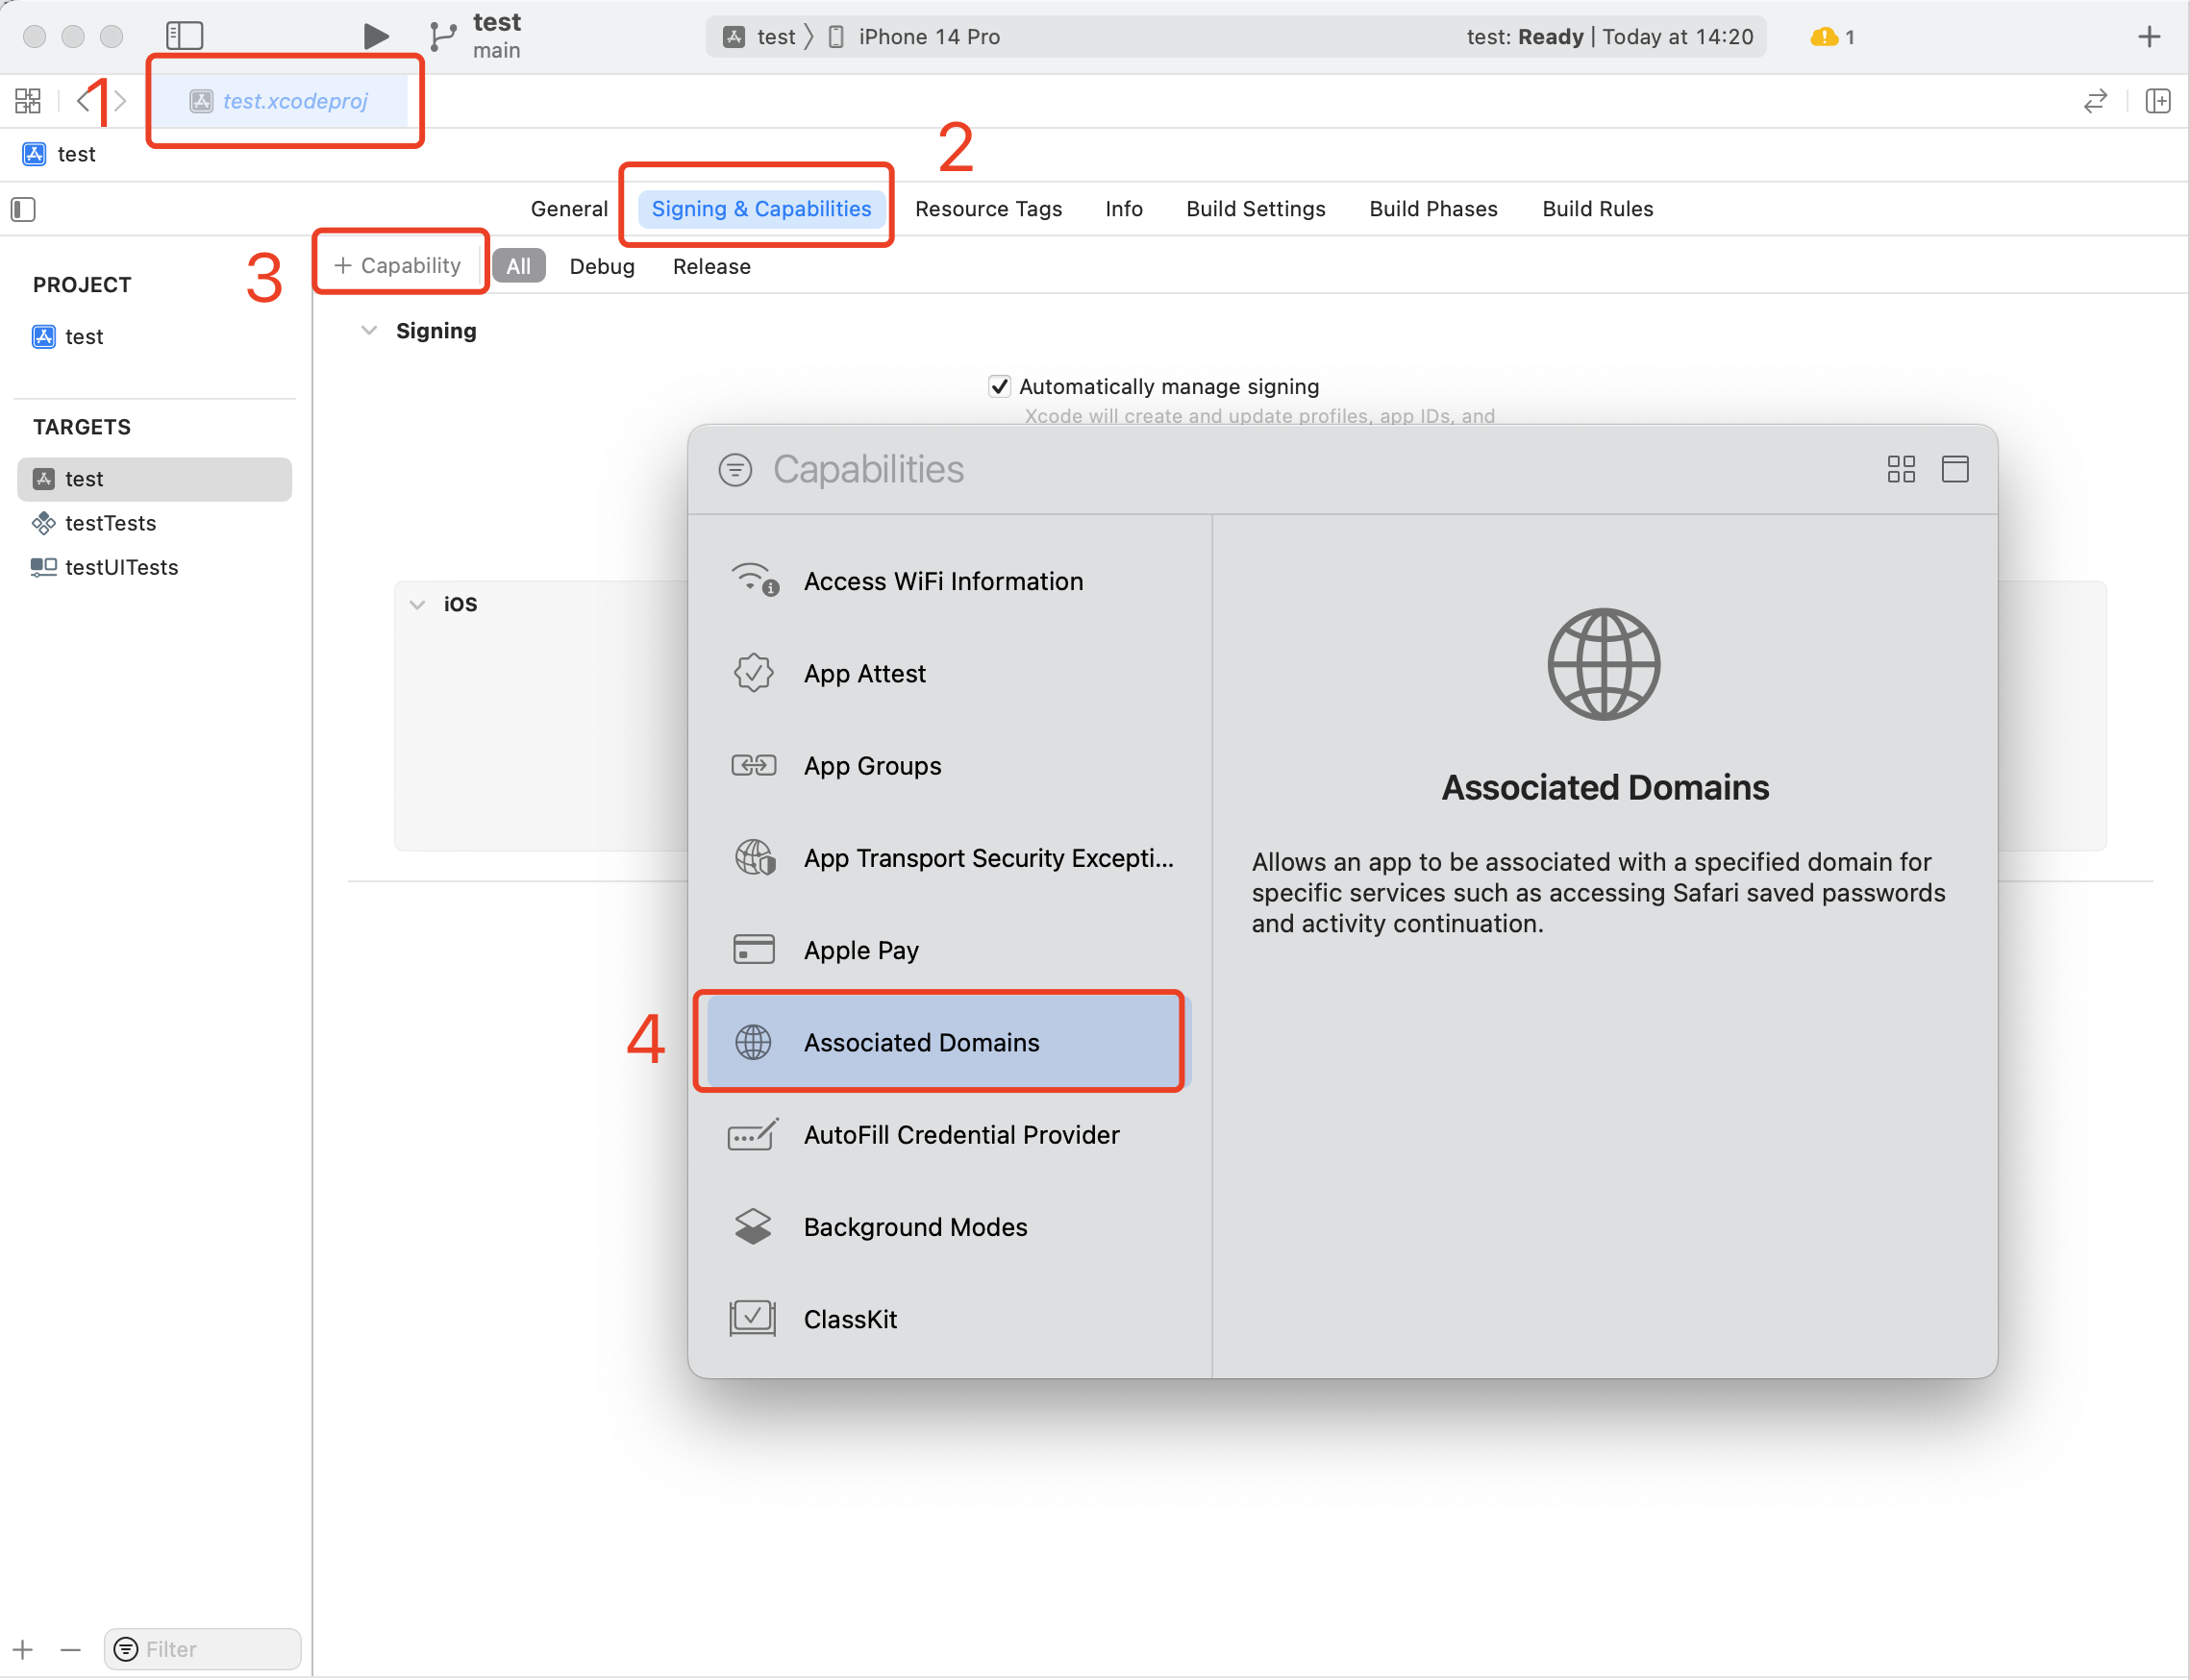 test
main
test
iPhone 14 Pro
test: Ready | Today at 14:20
1
1
test.xcodeproj
test
2
General
Signing & Capabilities
Resource Tags
Info
Build Settings
Build Phases
Build Rules
3
+ Capability
All
Debug
Release
PROJECT
test
TARGETS
test
testTests
testUITests
Signing
Automatically manage signing
Xcode will create and update profiles, app IDs, and
iOS
Capabilities
Access WiFi Information
App Attest
App Groups
App Transport Security Excepti...
Apple Pay
4
Associated Domains
AutoFill Credential Provider
Background Modes
ClassKit
Associated Domains
Allows an app to be associated with a specified domain for
specific services such as accessing Safari saved passwords
and activity continuation.
Filter